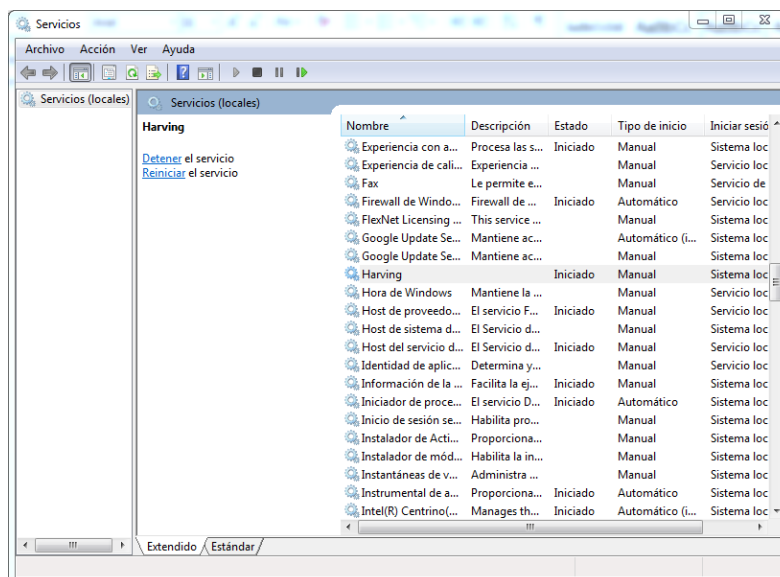 Servicios
Archivo Acción Ver Ayuda
Servicios (locales)
Servicios (locales)
Harving
Detener el servicio
Reiniciar el servicio
Nombre Descripción Estado Tipo de inicio Iniciar sesió
Experiencia con a... Procesa las s... Iniciado Manual Sistema loc
Experiencia de cali... Experiencia ... Manual Servicio loc
Fax Le permite e... Manual Servicio de
Firewall de Windo... Firewall de ... Iniciado Automático Servicio loc
FlexNet Licensing ... This service ... Manual Sistema loc
Google Update Se... Mantiene ac... Automático (i... Sistema loc
Google Update Se... Mantiene ac... Manual Sistema loc
Harving Iniciado Manual Sistema loc
Hora de Windows Mantiene la ... Manual Servicio loc
Host de proveedo... El servicio F... Iniciado Manual Servicio loc
Host de sistema d... El Servicio d... Manual Sistema loc
Host del servicio d... El Servicio d... Iniciado Manual Servicio loc
Identidad de aplic... Determina y... Manual Servicio loc
Información de la ... Facilita la ej... Iniciado Manual Sistema loc
Iniciador de proce... El servicio D... Iniciado Automático Sistema loc
Inicio de sesión se... Habilita pro... Manual Sistema loc
Instalador de Acti... Proporciona... Manual Sistema loc
Instalador de mód... Habilita la in... Manual Sistema loc
Instantáneas de v... Administra ... Manual Sistema loc
Instrumental de a... Proporciona... Iniciado Automático Sistema loc
Intel(R) Centrino(... Manages th... Iniciado Automático (i... Sistema loc
Extendido Estándar